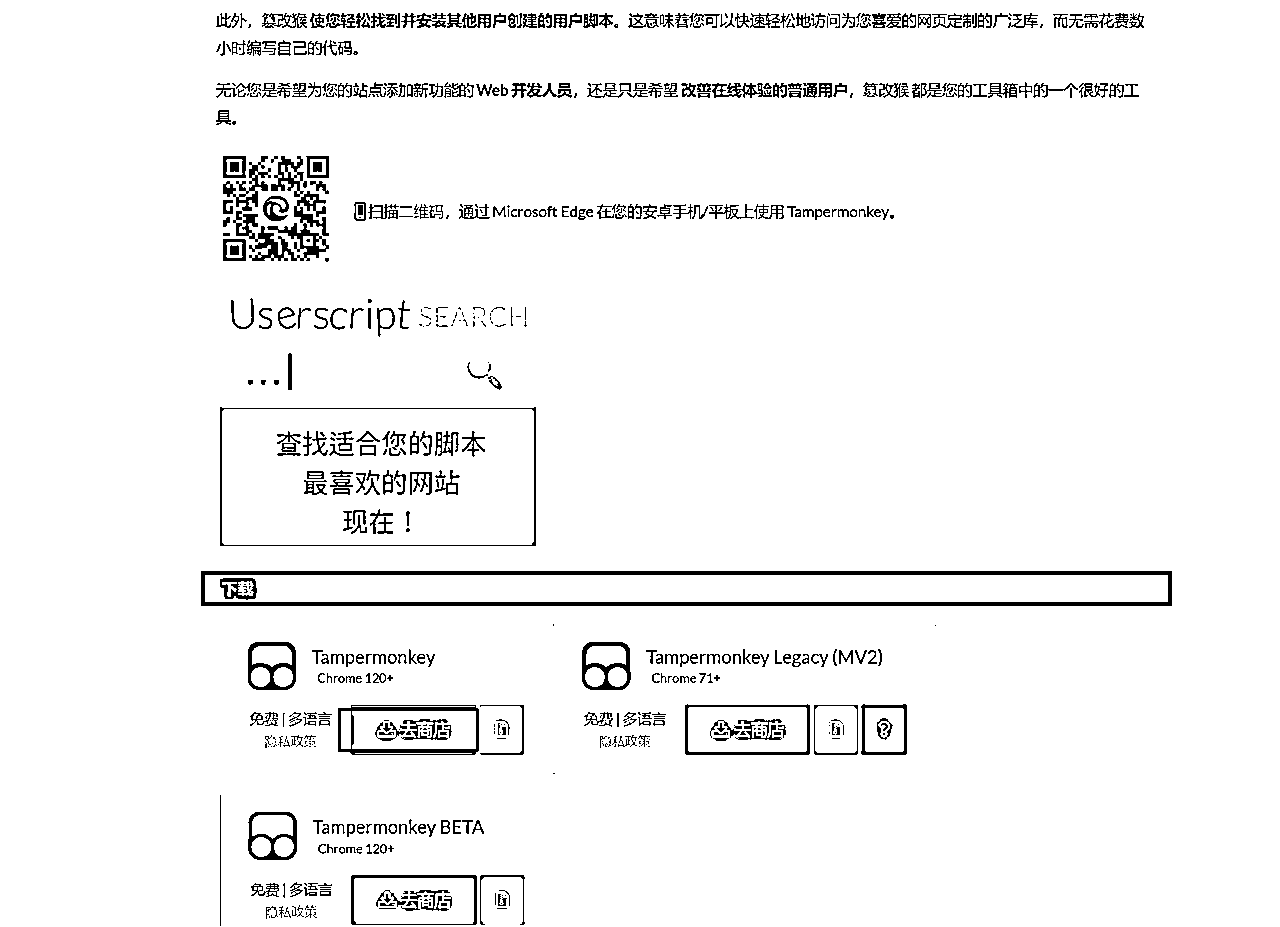 此外，篡改猴 使您轻松找到并安装其他用户创建的用户脚本。这意味着您可以快速轻松地访问为您喜爱的网页定制的广泛库，而无需花费数
小时编写自己的代码。
无论您是希望为您的站点添加新功能的 Web 开发人员，还是只是希望 改善在线体验的普通用户，篡改猴 都是您的工具箱中的一个很好的工
具。
扫描二维码，通过 Microsoft Edge 在您的安卓手机/平板上使用 Tampermonkey。
Userscript SEARCH
...|
查找适合您的脚本
最喜欢的网站
现在！
下载
Tampermonkey
Chrome 120+
免费 | 多语言
隐私政策
去商店
Tampermonkey Legacy (MV2)
Chrome 71+
免费 | 多语言
隐私政策
去商店
Tampermonkey BETA
Chrome 120+
免费 | 多语言
隐私政策
去商店